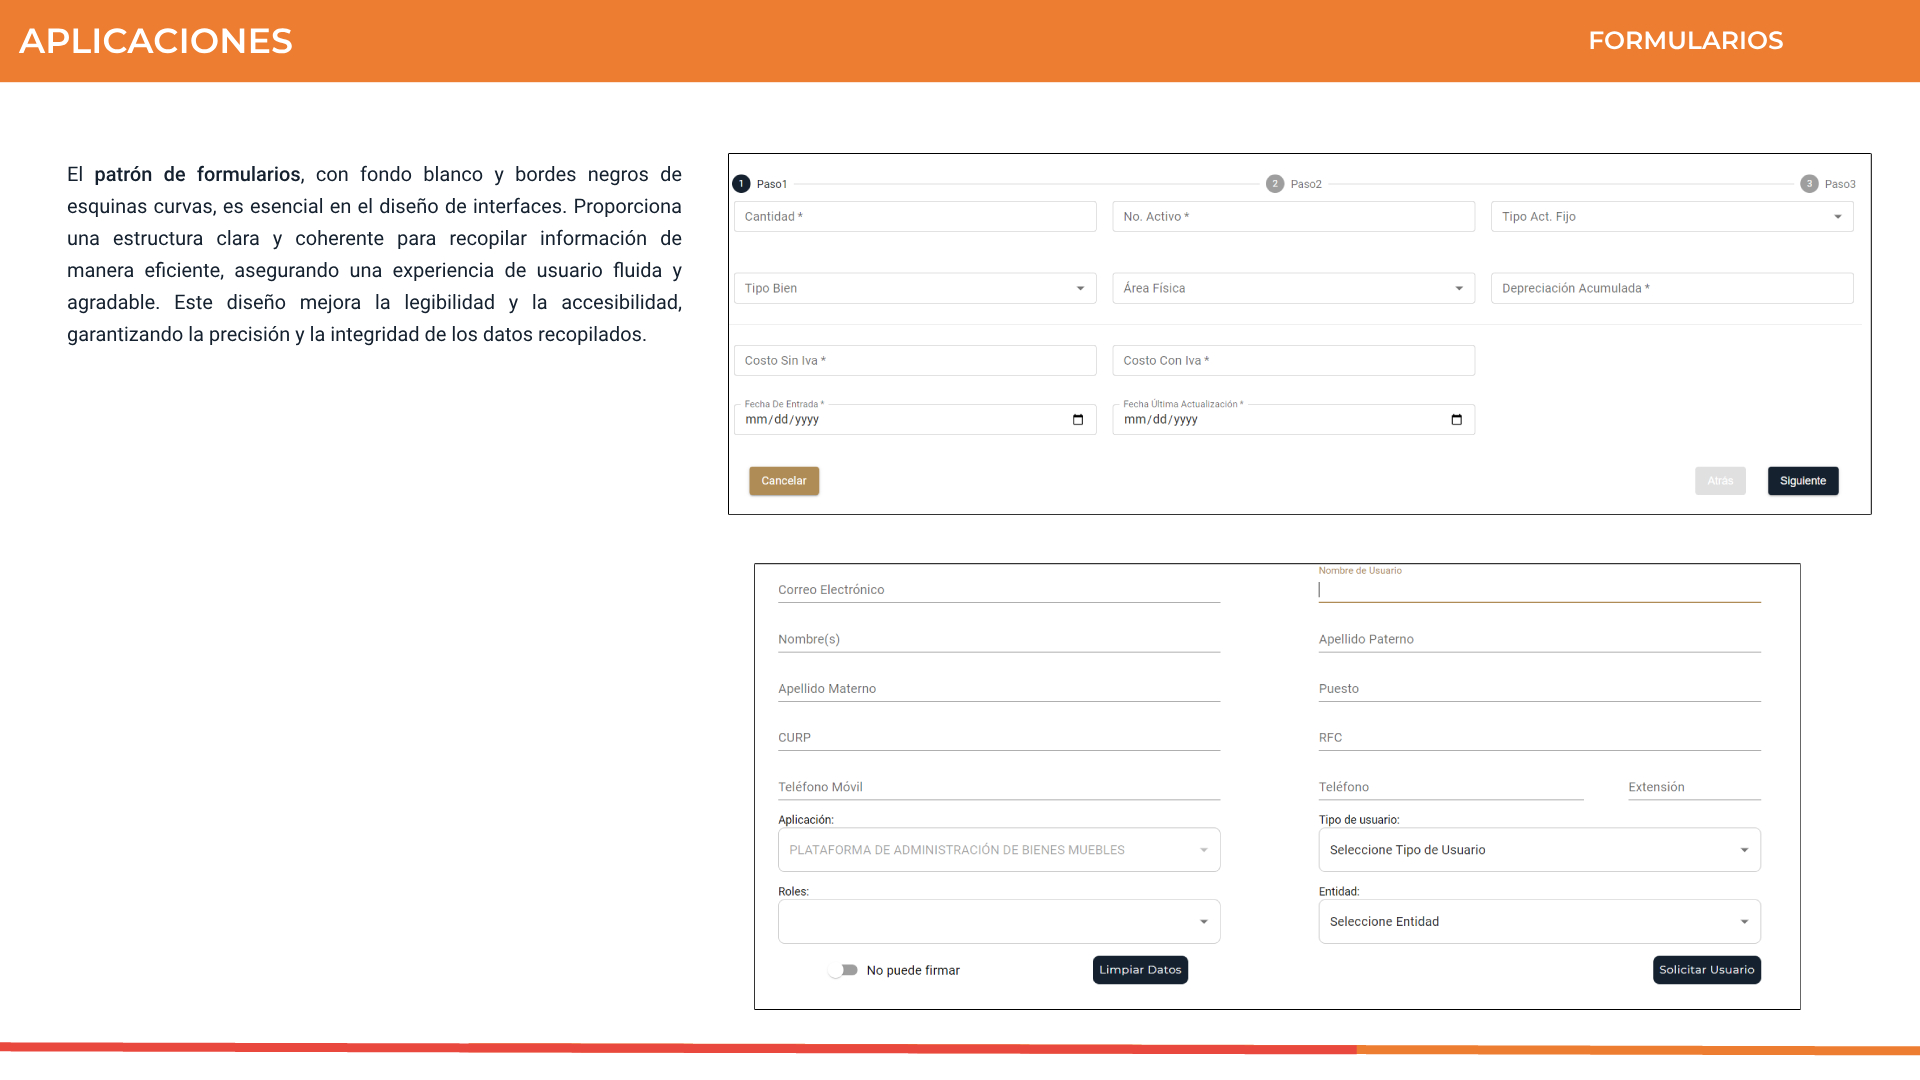 APLICACIONES
FORMULARIOS
El patrón de formularios, con fondo blanco y bordes negros de
esquinas curvas, es esencial en el diseño de interfaces. Proporciona
una estructura clara y coherente para recopilar información de
manera eficiente, asegurando una experiencia de usuario fluida y
agradable. Este diseño mejora la legibilidad y la accesibilidad,
garantizando la precisión y la integridad de los datos recopilados.
1 Paso1 2 Paso2 3 Paso3
Cantidad * No. Activo * Tipo Act. Fijo
Tipo Bien Área Física Depreciación Acumulada *
Costo Sin Iva * Costo Con Iva *
Fecha De Entrada * Fecha Última Actualización *
mm/dd/yyyy mm/dd/yyyy
Cancelar Atrás Siguiente
Nombre de Usuario
Correo Electrónico
Nombre(s) Apellido Paterno
Apellido Materno Puesto
CURP RFC
Teléfono Móvil Teléfono Extensión
Aplicación: Tipo de usuario:
PLATAFORMA DE ADMINISTRACIÓN DE BIENES MUEBLES Seleccione Tipo de Usuario
Roles: Entidad:
Seleccione Entidad
No puede firmar Limpiar Datos Solicitar Usuario